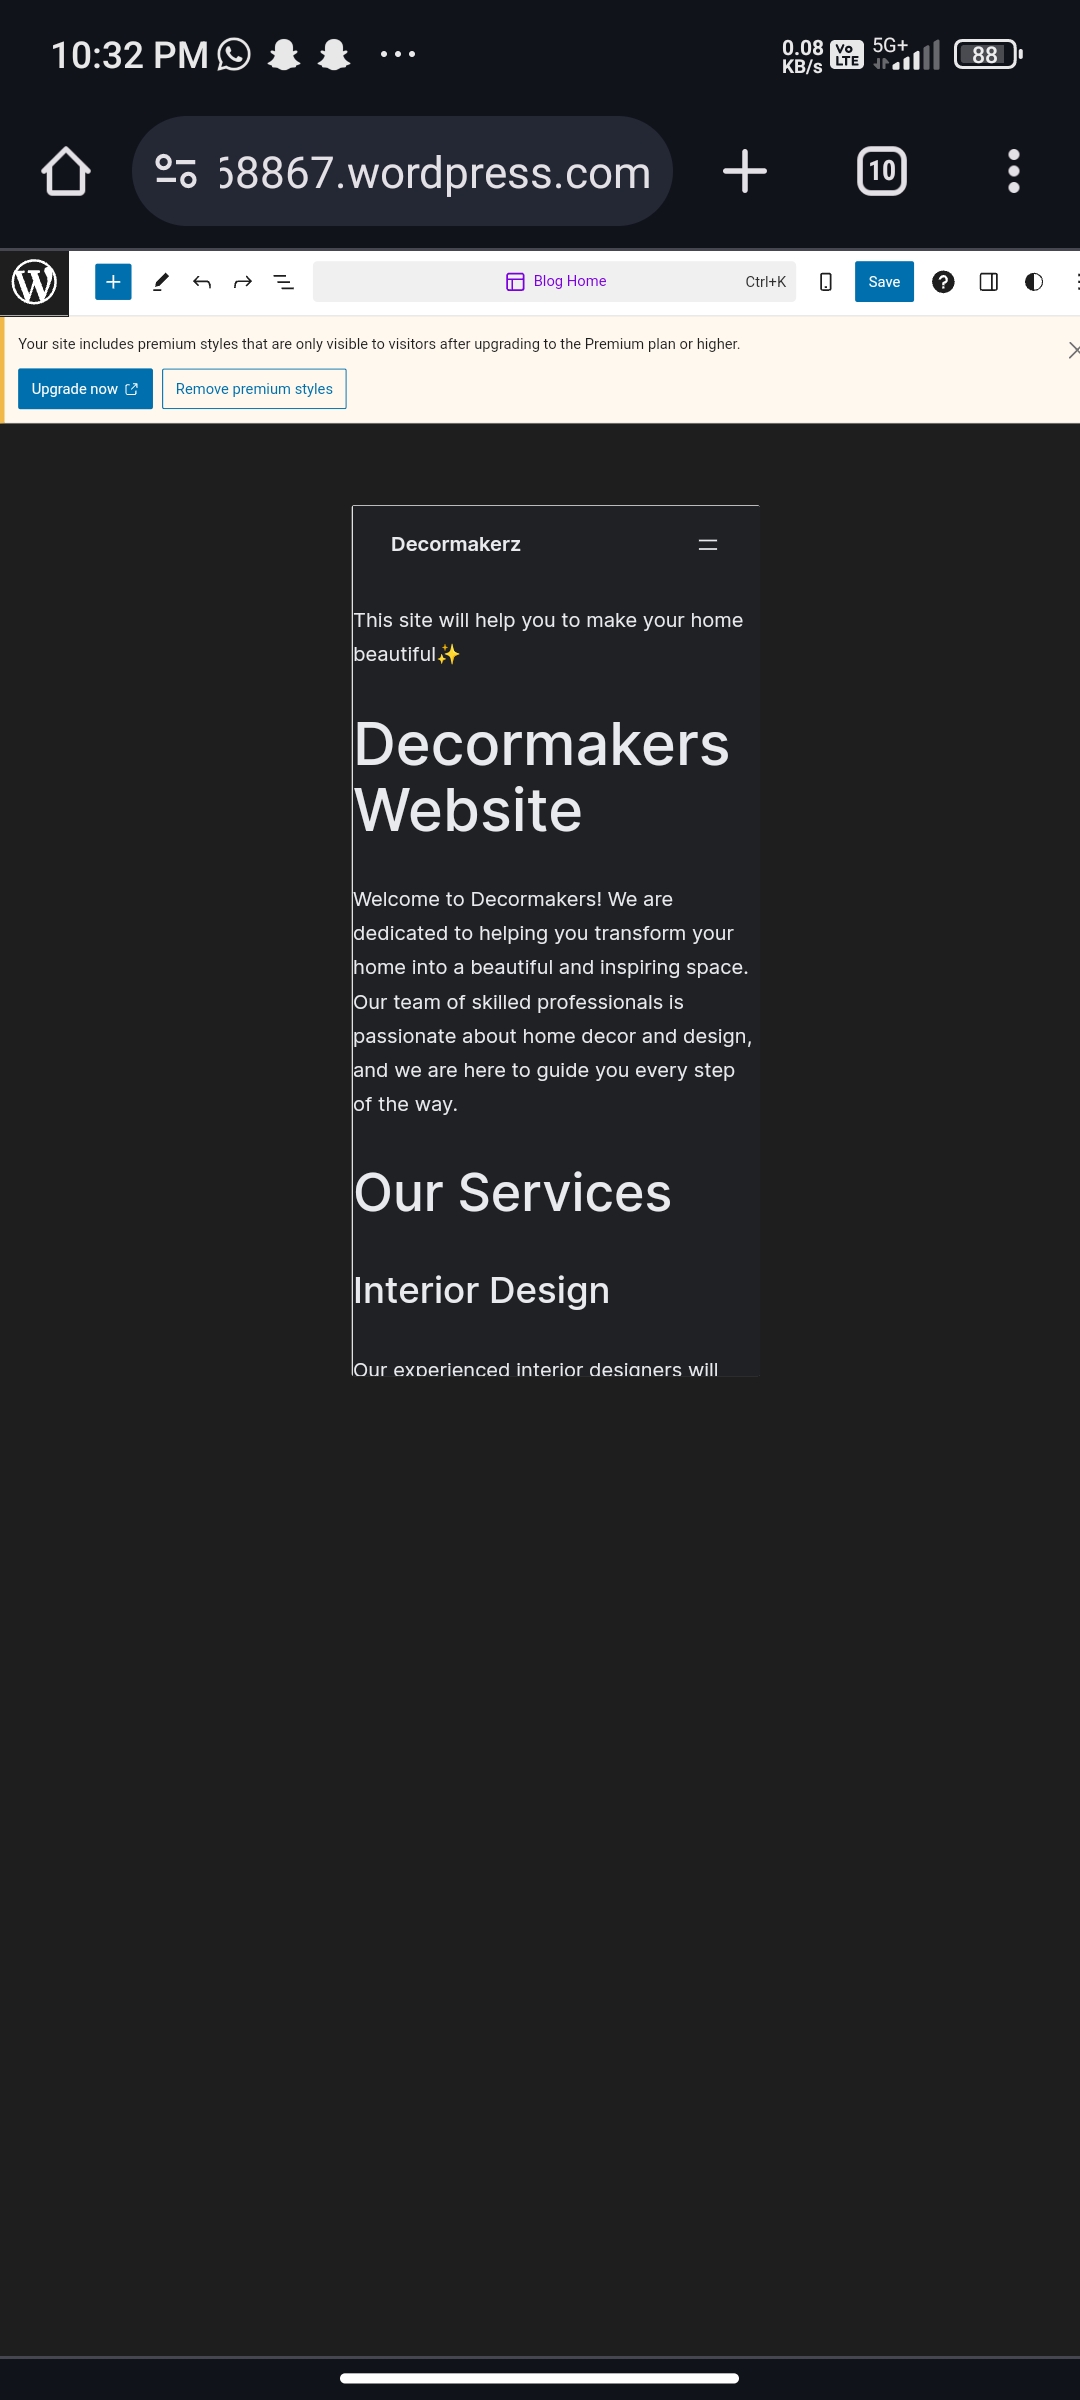 10:32 PM
0.08 KB/s
Vo LTE
5G+
88
68867.wordpress.com
10
Blog Home
Ctrl+K
Save
Your site includes premium styles that are only visible to visitors after upgrading to the Premium plan or higher.
Upgrade now
Remove premium styles
Decormakerz
This site will help you to make your home
beautiful✨
Decormakers
Website
Welcome to Decormakers! We are
dedicated to helping you transform your
home into a beautiful and inspiring space.
Our team of skilled professionals is
passionate about home decor and design,
and we are here to guide you every step
of the way.
Our Services
Interior Design
Our experienced interior designers will